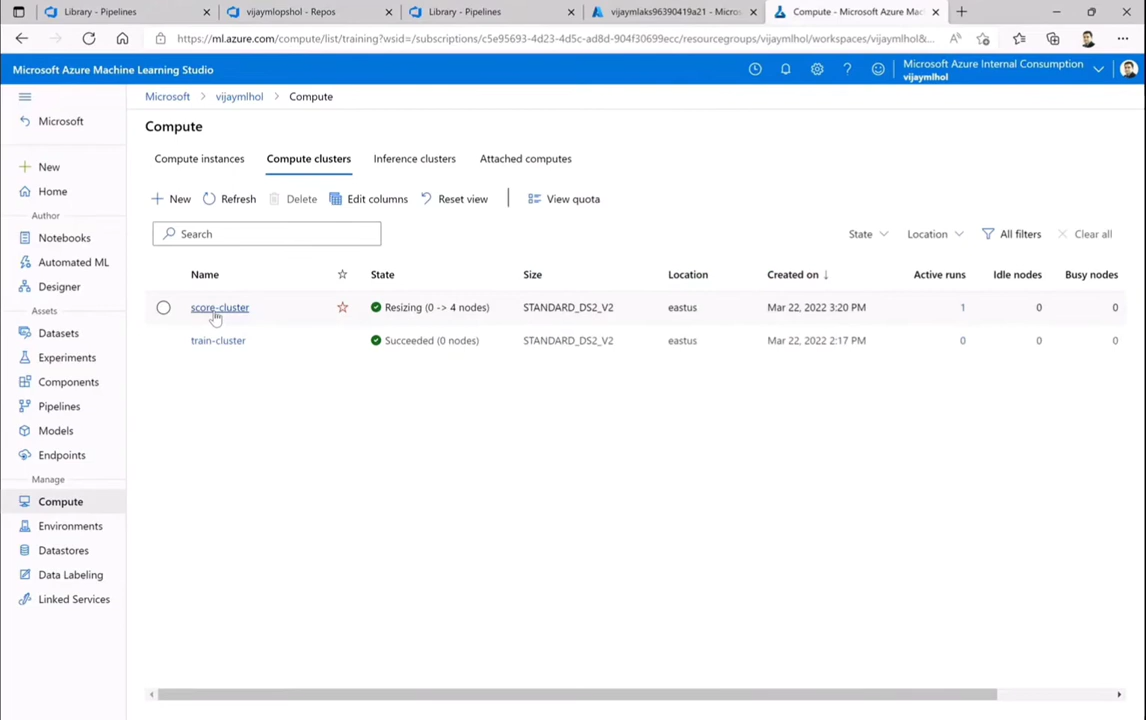 Library - Pipelines
vijaymlopshol - Repos
Library - Pipelines
vijaymlaks96390419a21 - Micros
Compute - Microsoft Azure Mac
https://ml.azure.com/compute/list/training?wsid=/subscriptions/c5e95693-4d23-4d5c-ad8d-904f30699ecc/resourcegroups/vijaymlhol/workspaces/vijaymlhol&...
Microsoft Azure Machine Learning Studio
Microsoft Azure Internal Consumption
vijaymlhol
Microsoft > vijaymlhol > Compute
Microsoft
Compute
Compute instances Compute clusters Inference clusters Attached computes
New
New Refresh Delete Edit columns Reset view View quota
Home
Author
Search
State Location All filters Clear all
Notebooks
Automated ML
Designer
Name State Size Location Created on ↓ Active runs Idle nodes Busy nodes
Assets
score-cluster Resizing (0 -> 4 nodes) STANDARD_DS2_V2 eastus Mar 22, 2022 3:20 PM 1 0 0
Datasets
train-cluster Succeeded (0 nodes) STANDARD_DS2_V2 eastus Mar 22, 2022 2:17 PM 0 0 0
Experiments
Components
Pipelines
Models
Endpoints
Manage
Compute
Environments
Datastores
Data Labeling
Linked Services